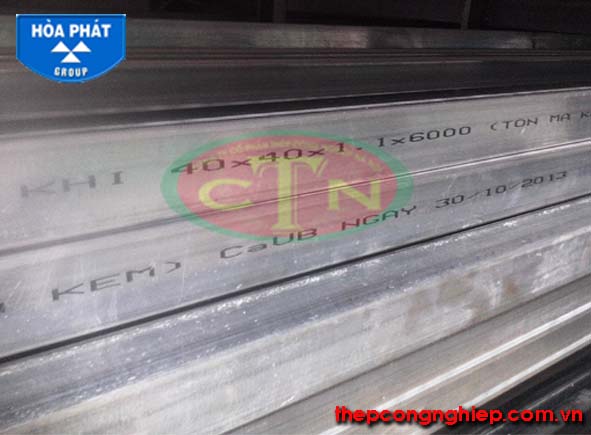 HÒA PHÁT
GROUP
KHI 40x40x1.1x6000 (TON MA K
CTN
KEM) CaUB NGAY 30/10/2013
thepcongnghiep.com.vn